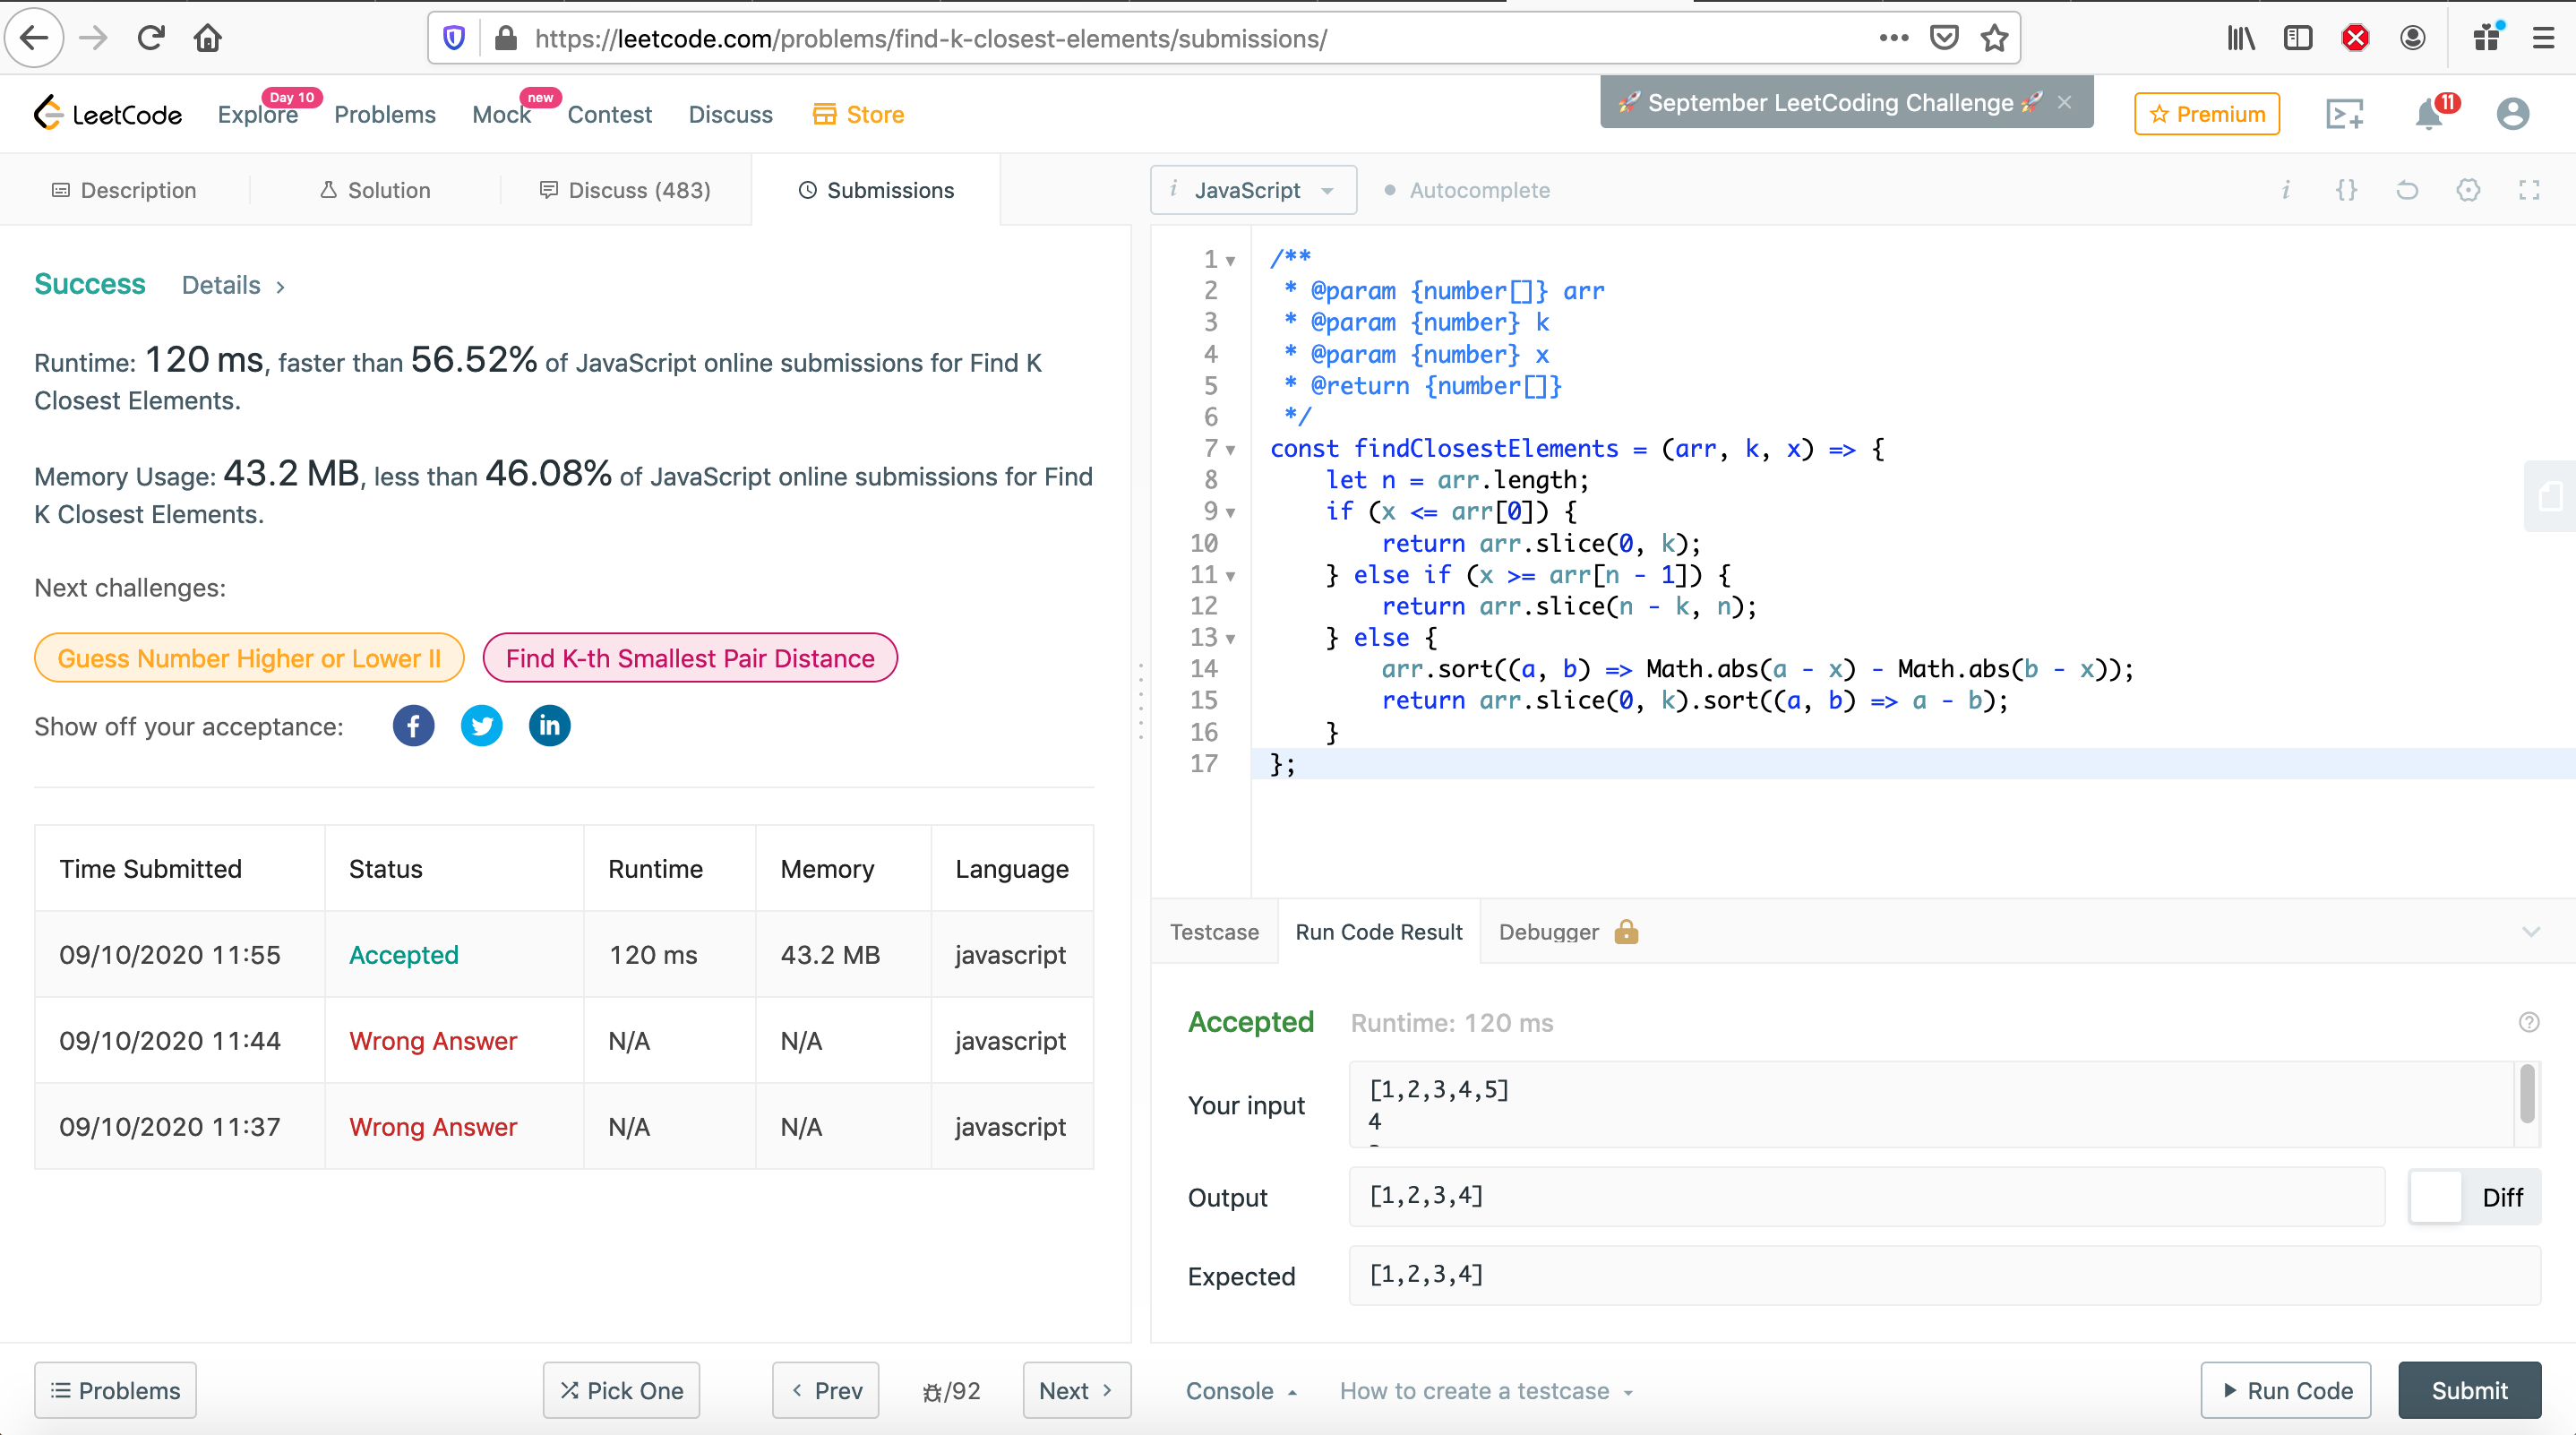 https://leetcode.com/problems/find-k-closest-elements/submissions/
LeetCode
Explore
Day 10
Problems
Mock
new
Contest
Discuss
Store
🚀 September LeetCoding Challenge 🚀 ×
Premium
11
Description
Solution
Discuss (483)
Submissions
i JavaScript
Autocomplete
i {}
Success
Details >
Runtime: 120 ms, faster than 56.52% of JavaScript online submissions for Find K
Closest Elements.
Memory Usage: 43.2 MB, less than 46.08% of JavaScript online submissions for Find
K Closest Elements.
Next challenges:
Guess Number Higher or Lower II
Find K-th Smallest Pair Distance
Show off your acceptance:
f
in
Time Submitted Status Runtime Memory Language
09/10/2020 11:55 Accepted 120 ms 43.2 MB javascript
09/10/2020 11:44 Wrong Answer N/A N/A javascript
09/10/2020 11:37 Wrong Answer N/A N/A javascript
1 /**
2  * @param {number[]} arr
3  * @param {number} k
4  * @param {number} x
5  * @return {number[]}
6  */
7 const findClosestElements = (arr, k, x) => {
8     let n = arr.length;
9     if (x <= arr[0]) {
10         return arr.slice(0, k);
11     } else if (x >= arr[n - 1]) {
12         return arr.slice(n - k, n);
13     } else {
14         arr.sort((a, b) => Math.abs(a - x) - Math.abs(b - x));
15         return arr.slice(0, k).sort((a, b) => a - b);
16     }
17 };
Testcase
Run Code Result
Debugger
Accepted
Runtime: 120 ms
?
Your input
[1,2,3,4,5]
4
Output
[1,2,3,4]
Diff
Expected
[1,2,3,4]
Problems
Pick One
< Prev
/92
Next >
Console
How to create a testcase
Run Code
Submit